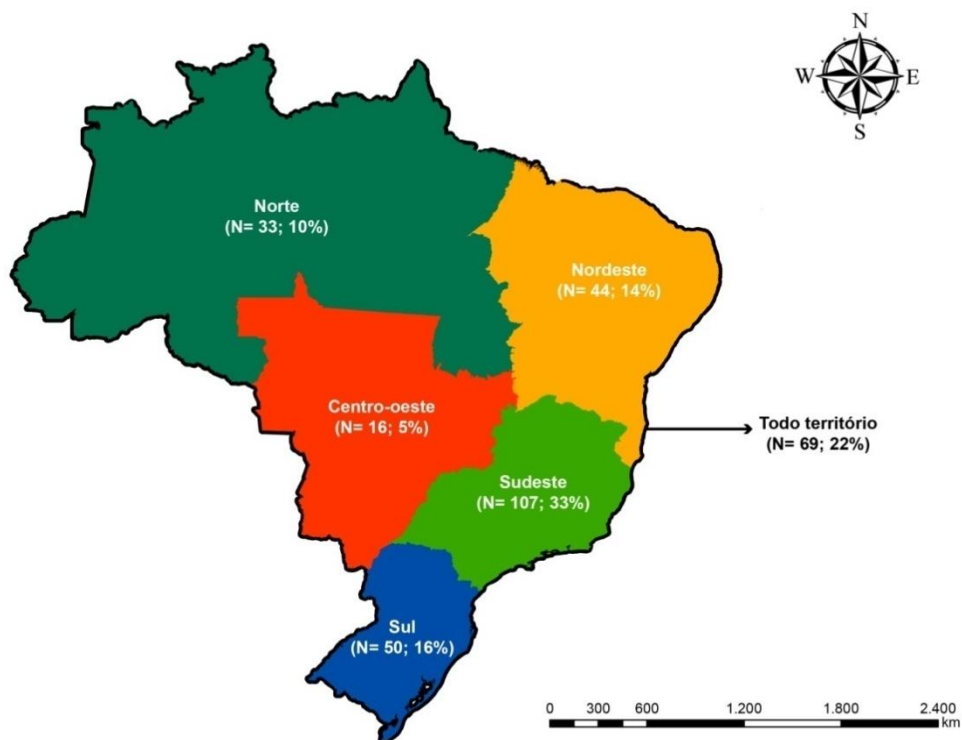 N
W E
S
Norte
(N= 33; 10%)
Nordeste
(N= 44; 14%)
Centro-oeste
(N= 16; 5%)
Todo território
(N= 69; 22%)
Sudeste
(N= 107; 33%)
Sul
(N= 50; 16%)
0 300 600 1.200 1.800 2.400
km